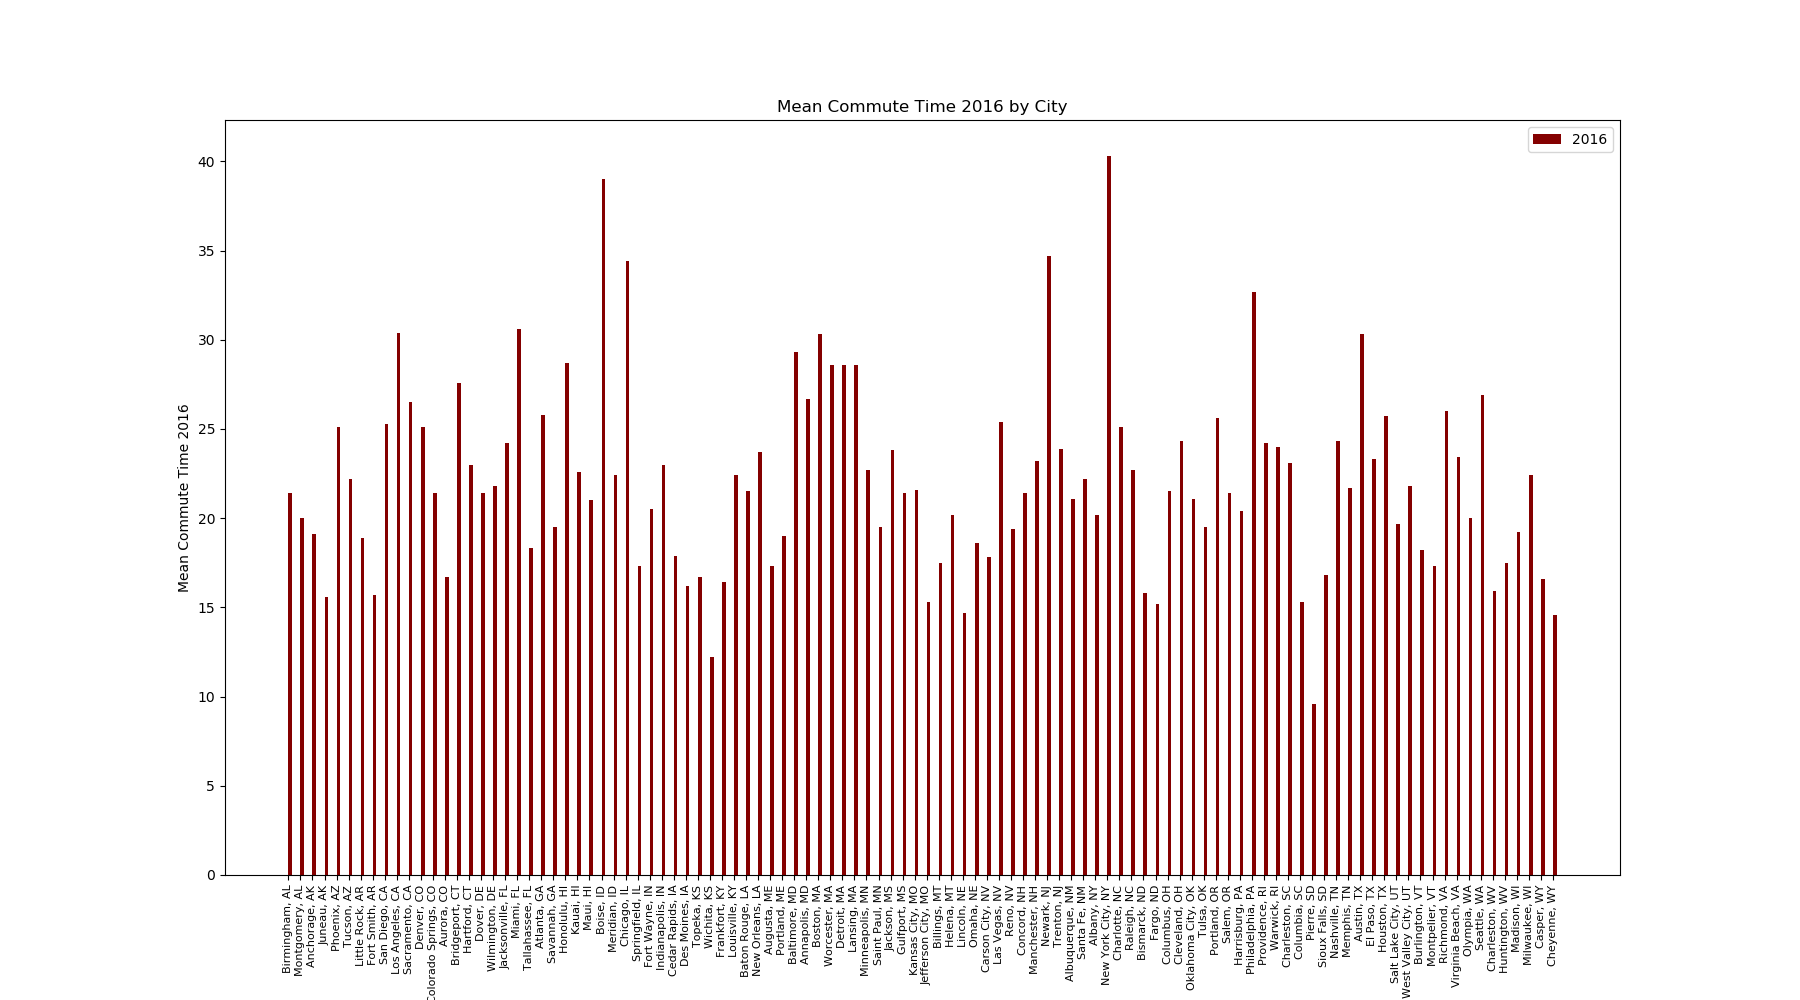 Mean Commute Time 2016 by City
2016
Mean Commute Time 2016
40
35
30
25
20
15
10
5
0
Birmingham, AL
Montgomery, AL
Anchorage, AK
Juneau, AK
Phoenix, AZ
Tucson, AZ
Little Rock, AR
Fort Smith, AR
San Diego, CA
Los Angeles, CA
Sacramento, CA
Denver, CO
Colorado Springs, CO
Aurora, CO
Bridgeport, CT
Hartford, CT
Dover, DE
Wilmington, DE
Jacksonville, FL
Miami, FL
Tallahassee, FL
Atlanta, GA
Savannah, GA
Honolulu, HI
Kauai, HI
Maui, HI
Boise, ID
Meridian, ID
Chicago, IL
Springfield, IL
Fort Wayne, IN
Indianapolis, IN
Cedar Rapids, IA
Des Moines, IA
Topeka, KS
Wichita, KS
Frankfort, KY
Louisville, KY
Baton Rouge, LA
New Orleans, LA
Augusta, ME
Portland, ME
Baltimore, MD
Annapolis, MD
Boston, MA
Worcester, MA
Detroit, MA
Lansing, MA
Minneapolis, MN
Saint Paul, MN
Jackson, MS
Gulfport, MS
Kansas City, MO
Jefferson City, MO
Billings, MT
Helena, MT
Lincoln, NE
Omaha, NE
Carson City, NV
Las Vegas, NV
Reno, NV
Concord, NH
Manchester, NH
Newark, NJ
Trenton, NJ
Albuquerque, NM
Santa Fe, NM
Albany, NY
New York City, NY
Charlotte, NC
Raleigh, NC
Bismarck, ND
Fargo, ND
Columbus, OH
Cleveland, OH
Oklahoma City, OK
Tulsa, OK
Portland, OR
Salem, OR
Harrisburg, PA
Philadelphia, PA
Providence, RI
Warwick, RI
Charleston, SC
Columbia, SC
Pierre, SD
Sioux Falls, SD
Nashville, TN
Memphis, TN
Austin, TX
El Paso, TX
Houston, TX
Salt Lake City, UT
West Valley City, UT
Burlington, VT
Montpelier, VT
Richmond, VA
Virginia Beach, VA
Olympia, WA
Seattle, WA
Charleston, WV
Huntington, WV
Madison, WI
Milwaukee, WI
Casper, WY
Cheyenne, WY